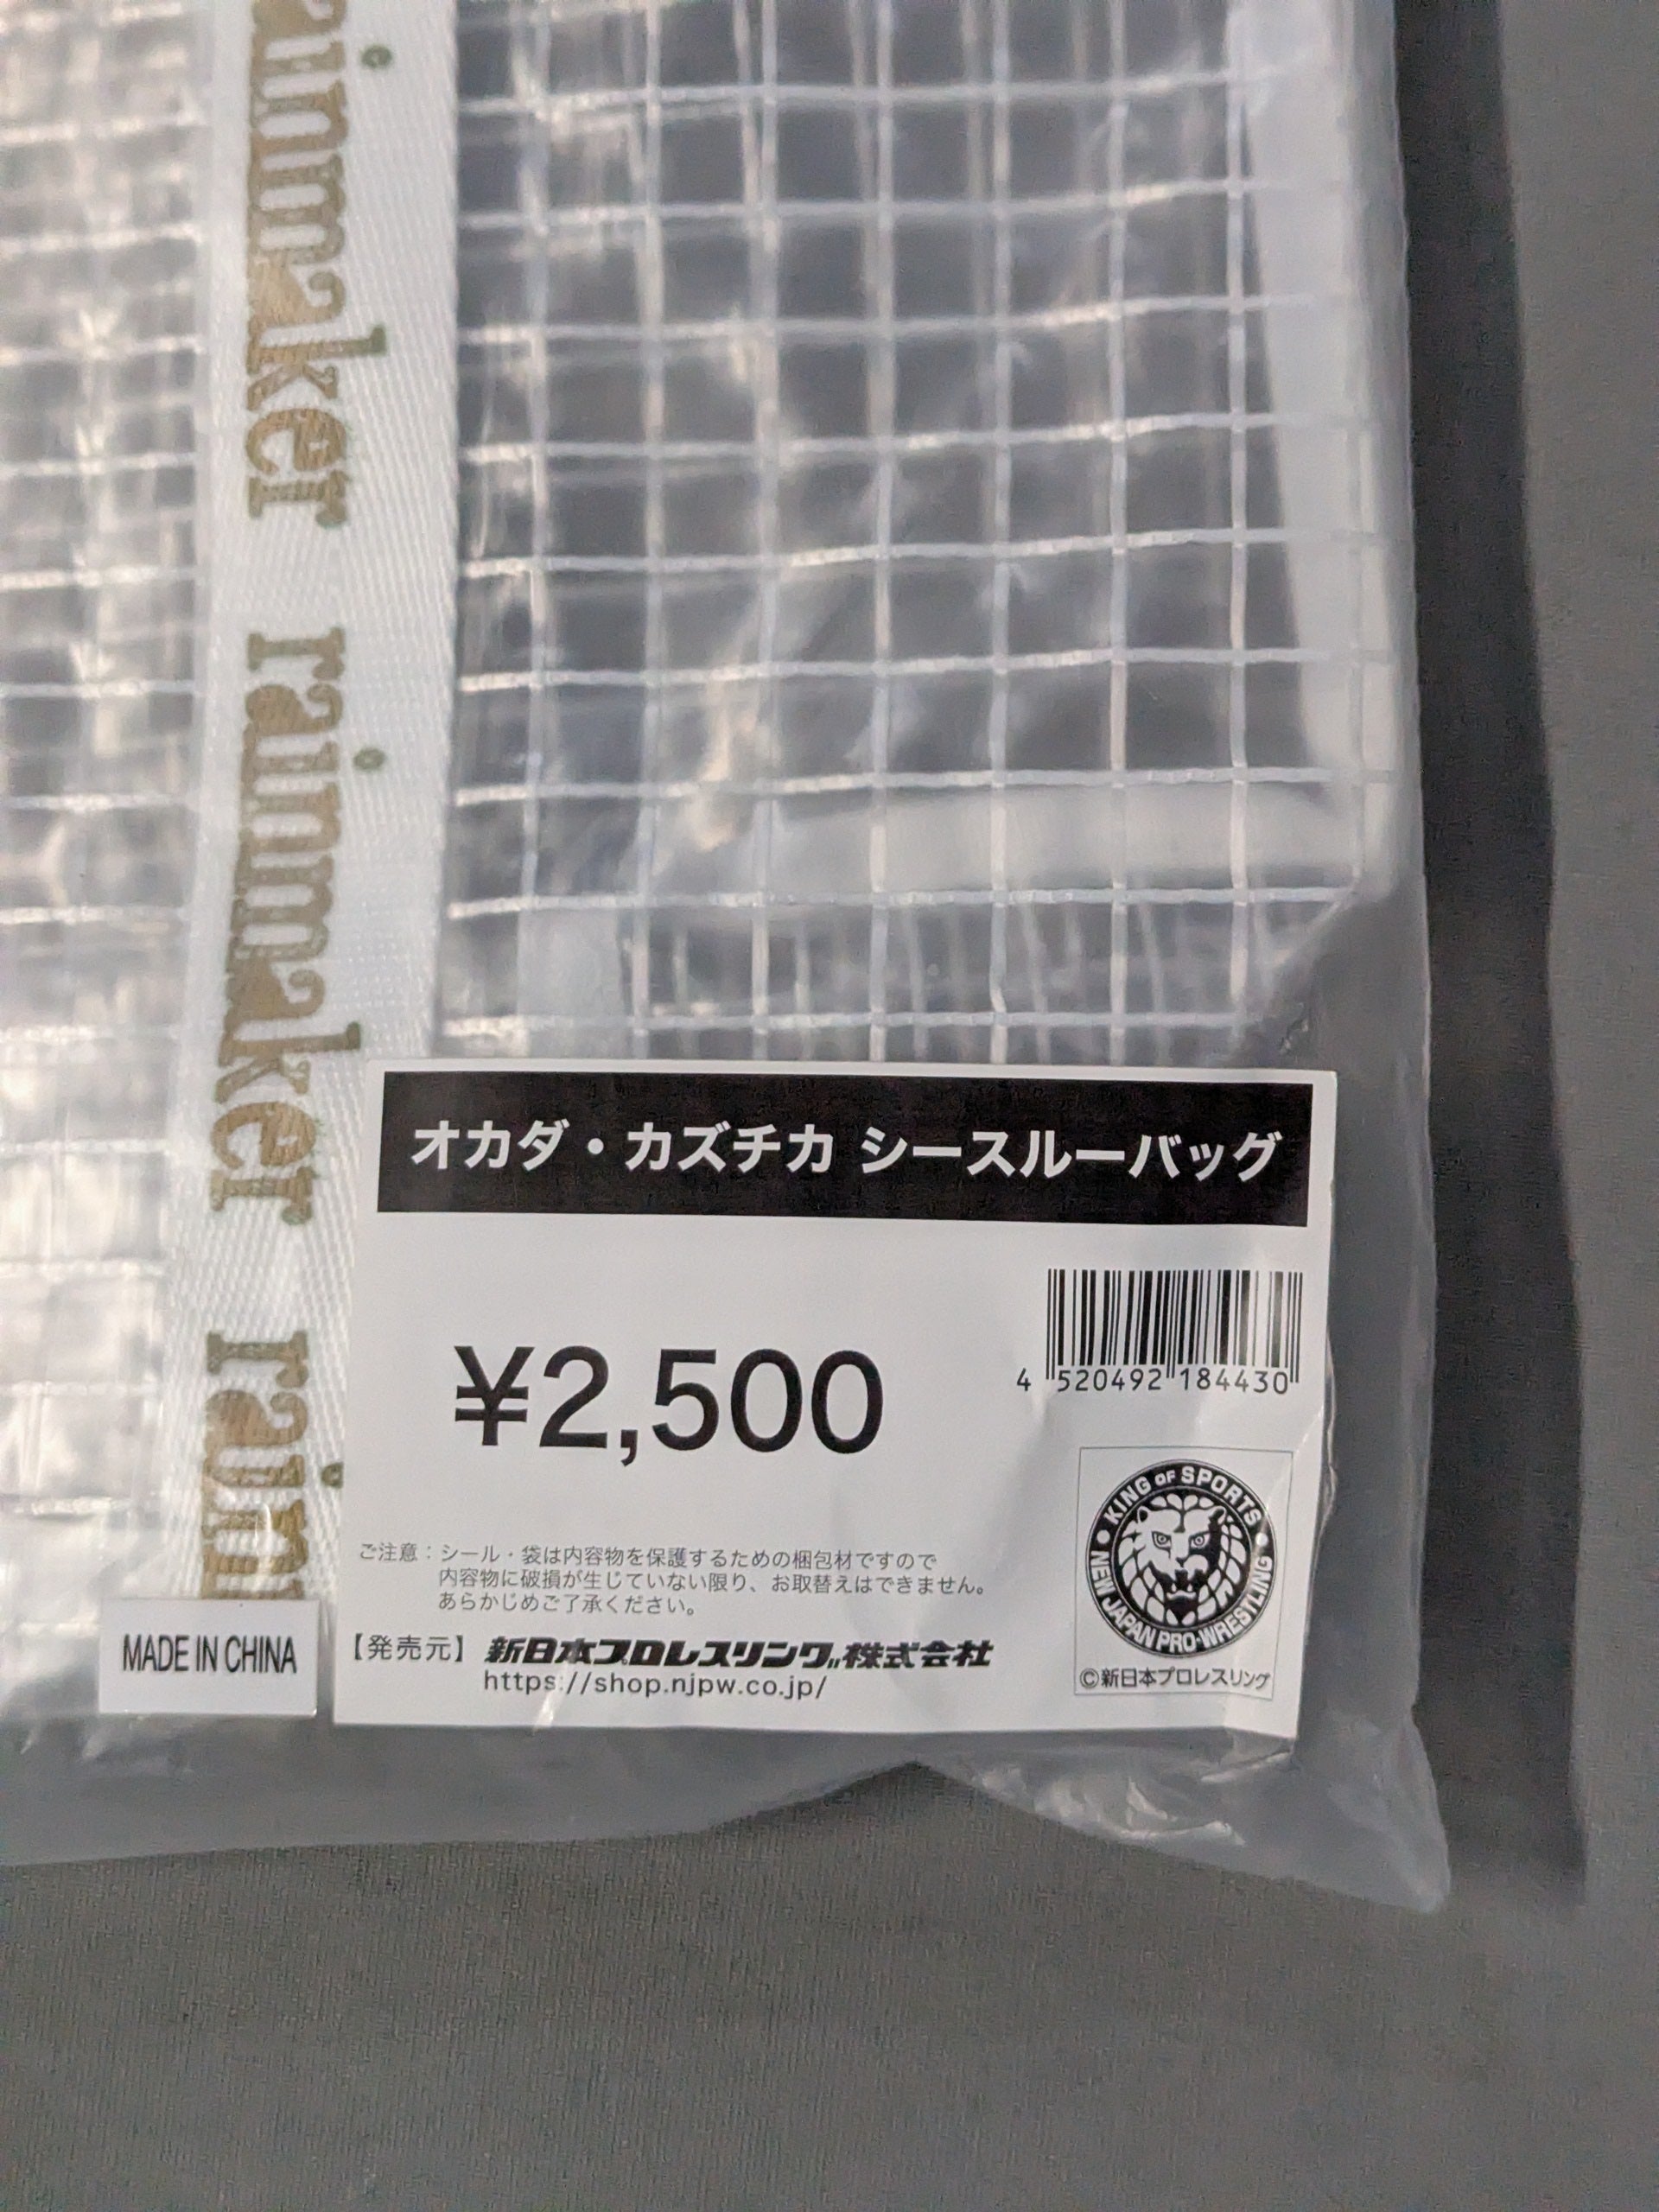 rainmaker
rainmaker
オカダ・カズチカ シースルーバッグ
¥2,500
4 520492 184430
KING OF SPORTS
NEW JAPAN PRO-WRESTLING
©新日本プロレスリング
ご注意：シール・袋は内容物を保護するための梱包材ですので
内容物に破損が生じていない限り、お取替えはできません。
あらかじめご了承ください。
【発売元】新日本プロレスリング株式会社
https://shop.njpw.co.jp/
MADE IN CHINA